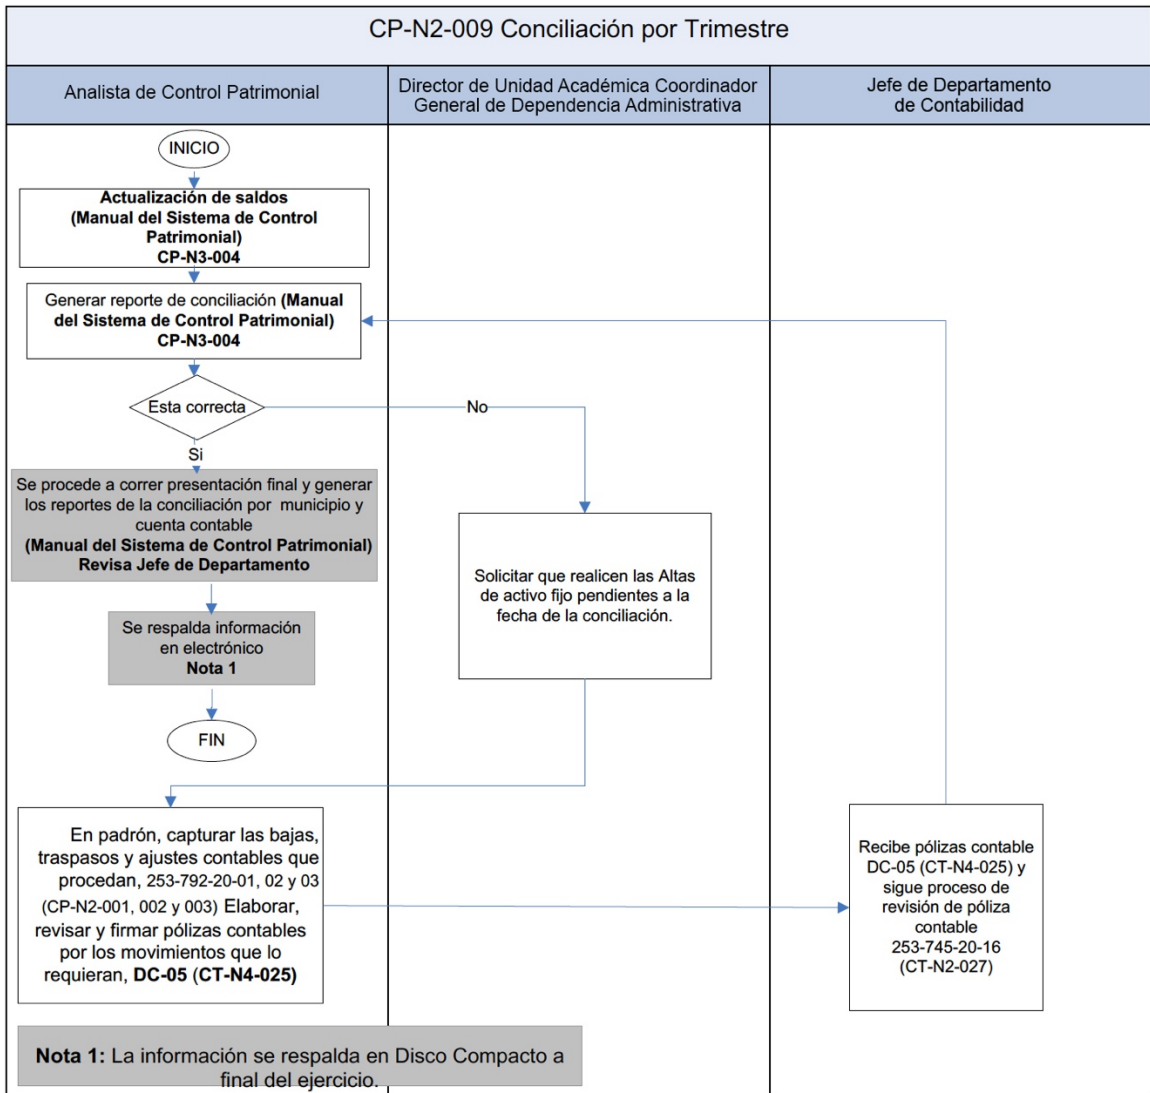 CP-N2-009 Conciliación por Trimestre
Analista de Control Patrimonial
Director de Unidad Académica Coordinador
General de Dependencia Administrativa
Jefe de Departamento
de Contabilidad
INICIO
Actualización de saldos
(Manual del Sistema de Control
Patrimonial)
CP-N3-004
Generar reporte de conciliación (Manual
del Sistema de Control Patrimonial)
CP-N3-004
Esta correcta
No
Si
Se procede a correr presentación final y generar
los reportes de la conciliación por municipio y
cuenta contable
(Manual del Sistema de Control Patrimonial)
Revisa Jefe de Departamento
Solicitar que realicen las Altas
de activo fijo pendientes a la
fecha de la conciliación.
Se respalda información
en electrónico
Nota 1
FIN
En padrón, capturar las bajas,
traspasos y ajustes contables que
procedan, 253-792-20-01, 02 y 03
(CP-N2-001, 002 y 003) Elaborar,
revisar y firmar pólizas contables
por los movimientos que lo
requieran, DC-05 (CT-N4-025)
Recibe pólizas contable
DC-05 (CT-N4-025) y
sigue proceso de
revisión de póliza
contable
253-745-20-16
(CT-N2-027)
Nota 1: La información se respalda en Disco Compacto a
final del ejercicio.